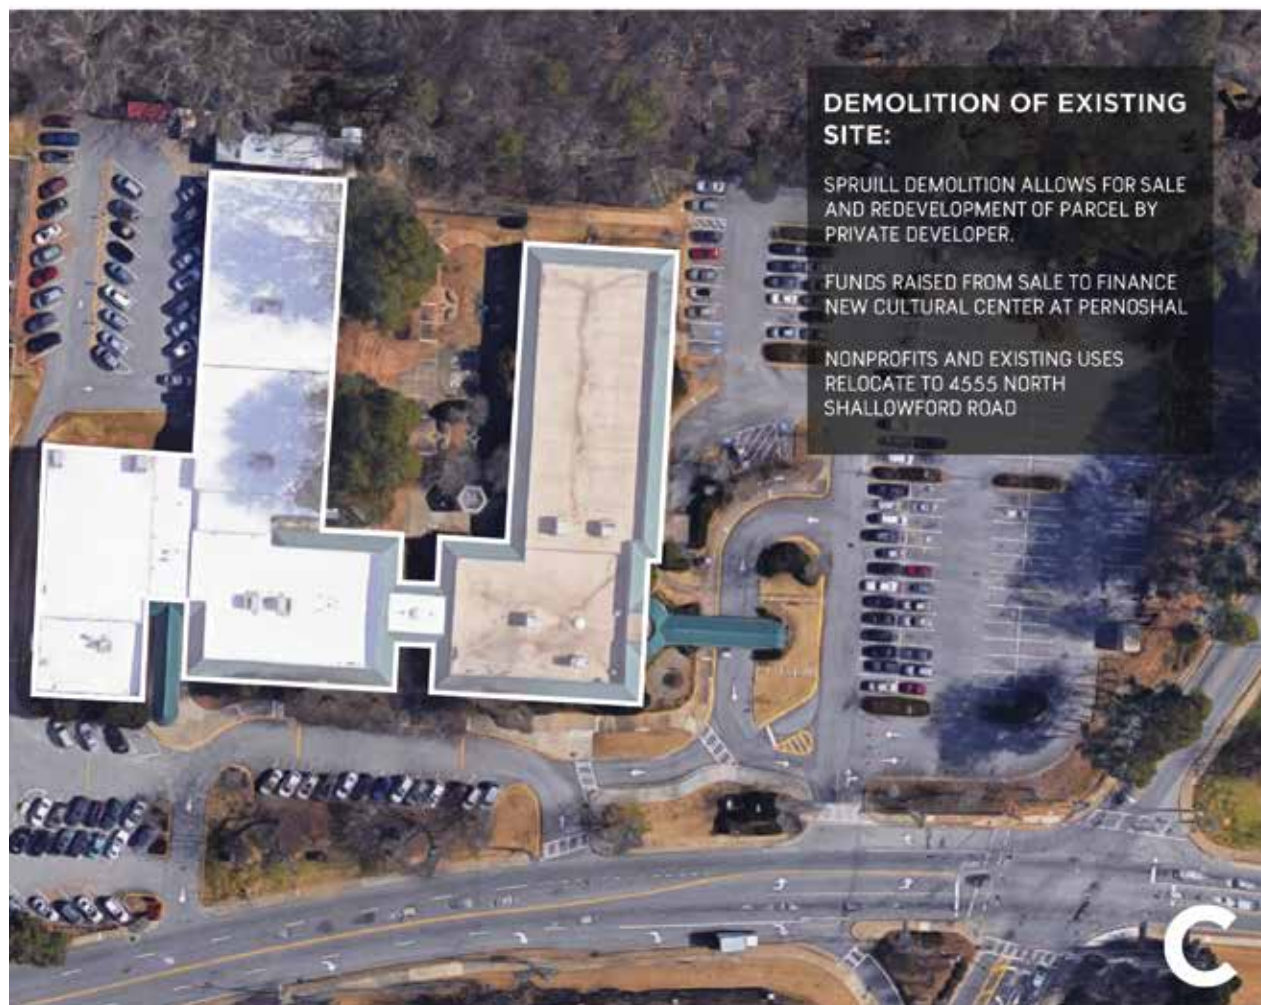 DEMOLITION OF EXISTING
SITE:
SPRUILL DEMOLITION ALLOWS FOR SALE
AND REDEVELOPMENT OF PARCEL BY
PRIVATE DEVELOPER.
FUNDS RAISED FROM SALE TO FINANCE
NEW CULTURAL CENTER AT PERNOSHAL
NONPROFITS AND EXISTING USES
RELOCATE TO 4555 NORTH
SHALLOWFORD ROAD
C